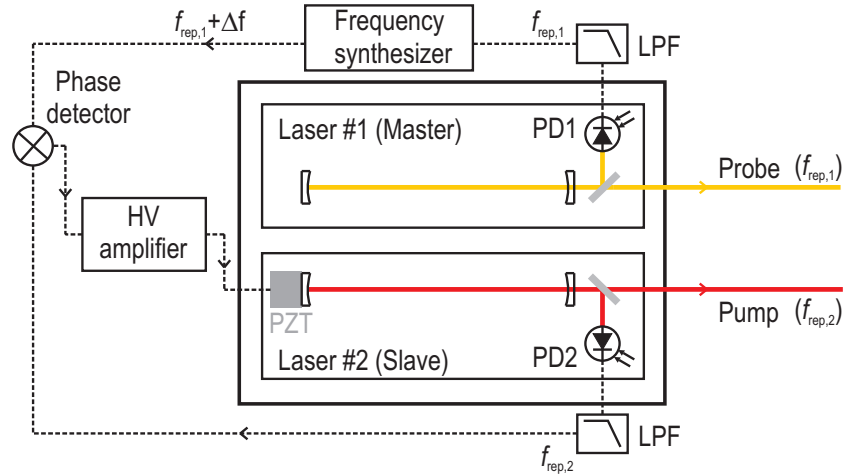 f_rep,1+Δf
Frequency
synthesizer
f_rep,1
LPF
Phase
detector
Laser #1 (Master)
PD1
Probe (f_rep,1)
HV
amplifier
PZT
Pump (f_rep,2)
Laser #2 (Slave)
PD2
LPF
f_rep,2